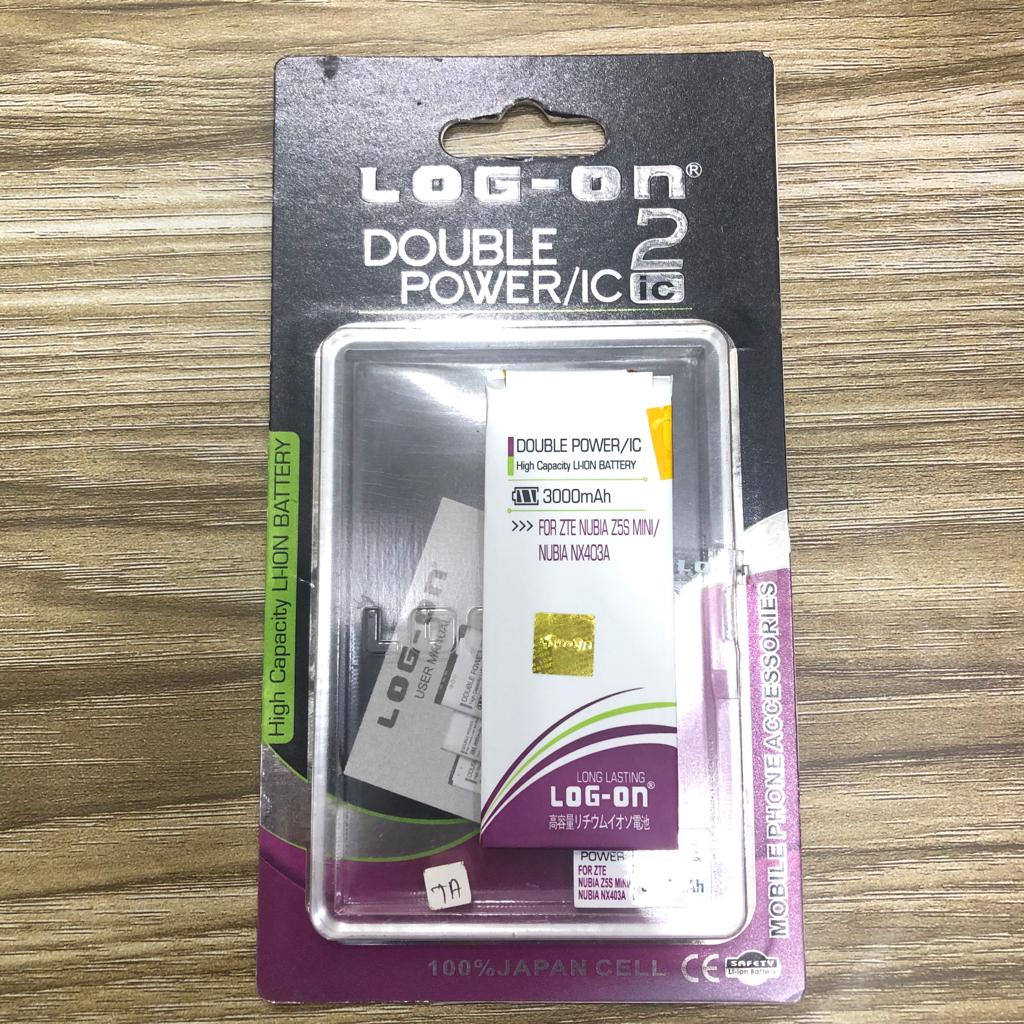 LOG-ON®
DOUBLE
POWER/IC
2
ic
High Capacity LI-ION BATTERY
DOUBLE POWER/IC
High Capacity LI-ION BATTERY
3000mAh
>>> FOR ZTE NUBIA Z5S MINI/
NUBIA NX403A
LOG-ON
USER MANUAL
LONG LASTING
LOG-ON®
高容量リチウムイオソ電池
POWER
FOR ZTE
NUBIA Z5S MINI/
NUBIA NX403A
Ah
TA
MOBILE PHONE ACCESSORIES
100%JAPAN CELL CE SAFETY
Li-ion Battery